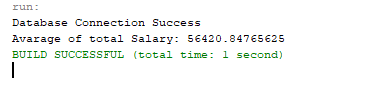 run:
Database Connection Success
Avarage of total Salary: 56420.84765625
BUILD SUCCESSFUL (total time: 1 second)